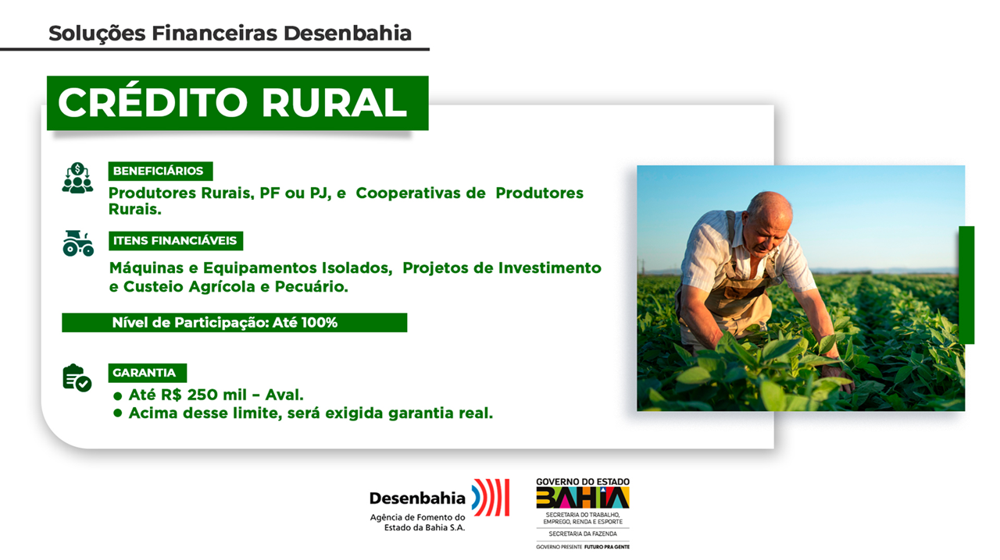 Soluções Financeiras Desenbahia
CRÉDITO RURAL
BENEFICIÁRIOS
Produtores Rurais, PF ou PJ, e Cooperativas de Produtores
Rurais.
ITENS FINANCIÁVEIS
Máquinas e Equipamentos Isolados, Projetos de Investimento
e Custeio Agrícola e Pecuário.
Nível de Participação: Até 100%
GARANTIA
● Até R$ 250 mil – Aval.
● Acima desse limite, será exigida garantia real.
Desenbahia
Agência de Fomento do
Estado da Bahia S.A.
GOVERNO DO ESTADO
BAHIA
SECRETARIA DO TRABALHO,
EMPREGO, RENDA E ESPORTE
SECRETARIA DA FAZENDA
GOVERNO PRESENTE FUTURO PRA GENTE